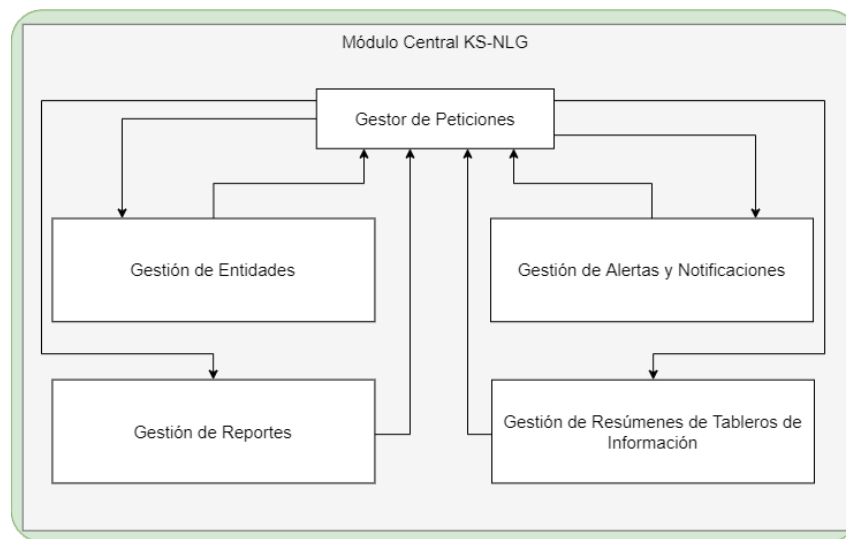 Módulo Central KS-NLG
Gestor de Peticiones
Gestión de Entidades
Gestión de Alertas y Notificaciones
Gestión de Reportes
Gestión de Resúmenes de Tableros de
Información